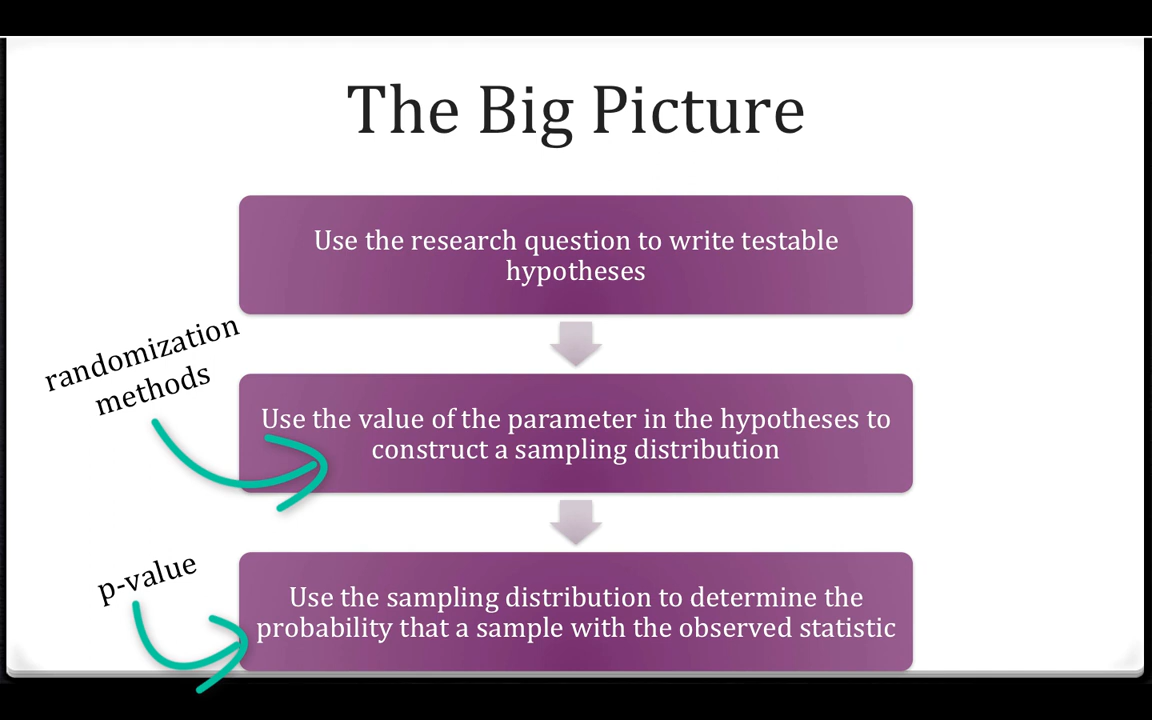 The Big Picture
Use the research question to write testable
hypotheses
randomization
methods
Use the value of the parameter in the hypotheses to
construct a sampling distribution
p-value
Use the sampling distribution to determine the
probability that a sample with the observed statistic